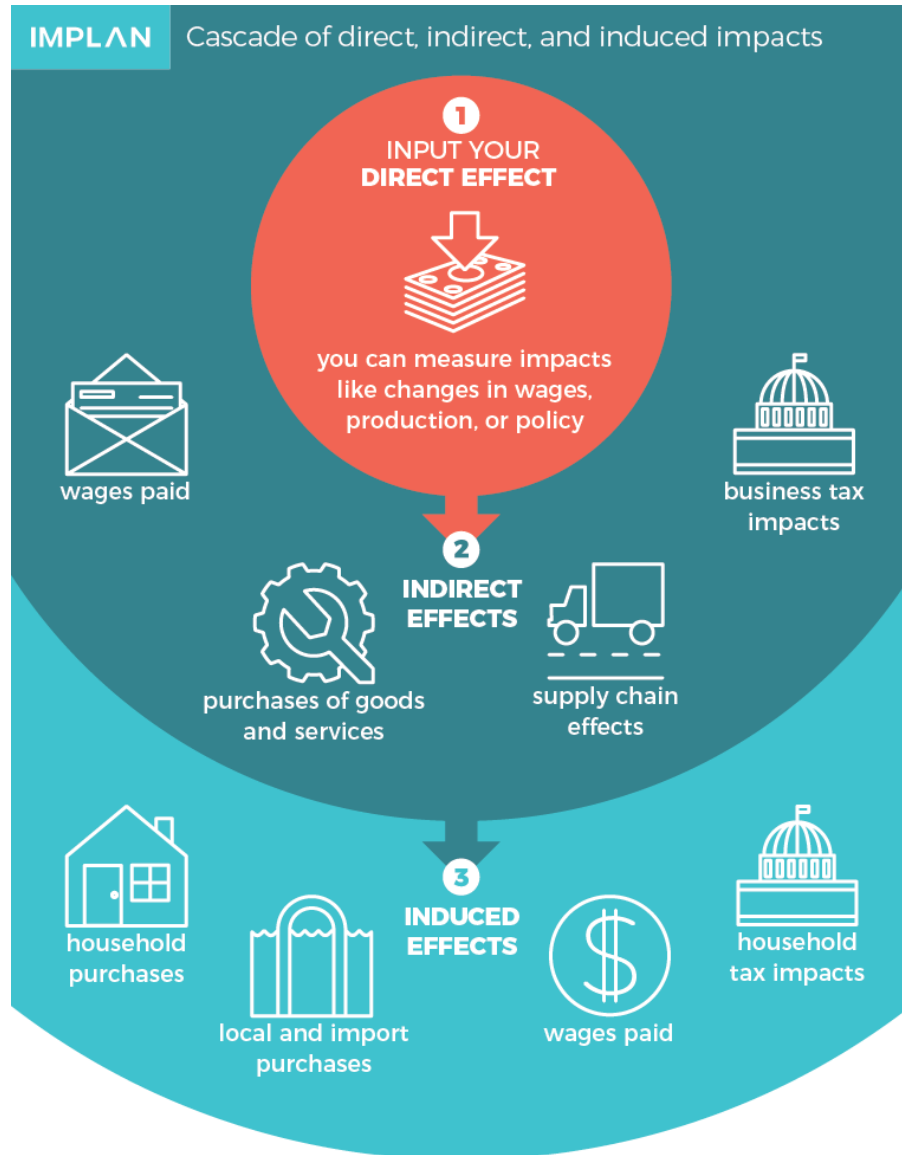 IMPLAN
Cascade of direct, indirect, and induced impacts
1
INPUT YOUR
DIRECT EFFECT
you can measure impacts
like changes in wages,
production, or policy
wages paid
business tax
impacts
2
INDIRECT
EFFECTS
purchases of goods
and services
supply chain
effects
3
INDUCED
EFFECTS
household
purchases
local and import
purchases
$
wages paid
household
tax impacts